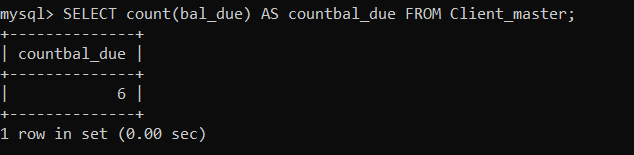 mysql> SELECT count(bal_due) AS countbal_due FROM Client_master;
+--------------+
| countbal_due |
+--------------+
|            6 |
+--------------+
1 row in set (0.00 sec)